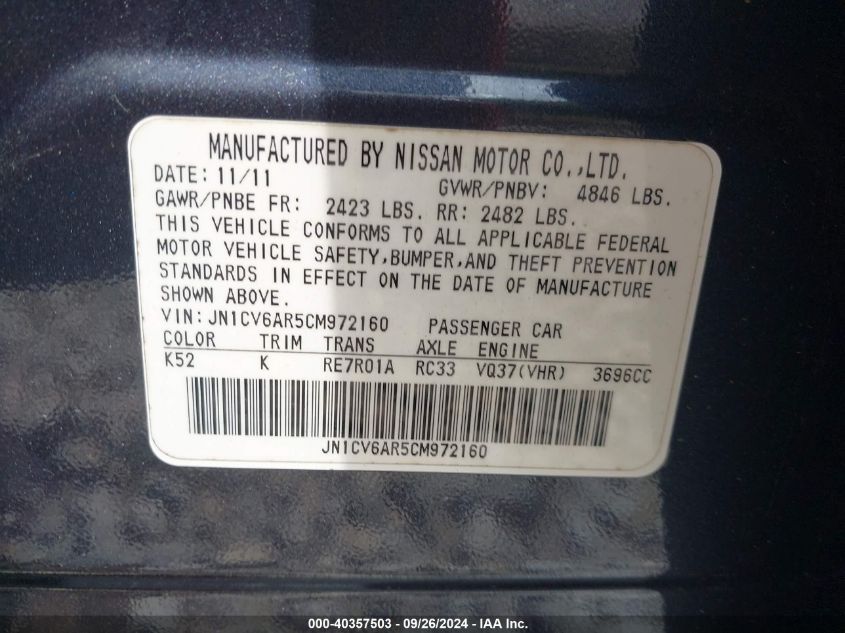 MANUFACTURED BY NISSAN MOTOR CO.,LTD.
DATE: 11/11 GVWR/PNBV: 4846 LBS.
GAWR/PNBE FR: 2423 LBS. RR: 2482 LBS.
THIS VEHICLE CONFORMS TO ALL APPLICABLE FEDERAL
MOTOR VEHICLE SAFETY,BUMPER,AND THEFT PREVENTION
STANDARDS IN EFFECT ON THE DATE OF MANUFACTURE
SHOWN ABOVE.
VIN:JN1CV6AR5CM972160 PASSENGER CAR
COLOR TRIM TRANS AXLE ENGINE
K52 K RE7R01A RC33 VQ37(VHR) 3696CC
JN1CV6AR5CM972160
000-40357503 - 09/26/2024 - IAA Inc.